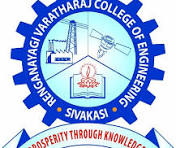 RENGANAYAGI VARATHARAJ COLLEGE OF ENGINEERING
• SIVAKASI •
PROSPERITY THROUGH KNOWLEDGE